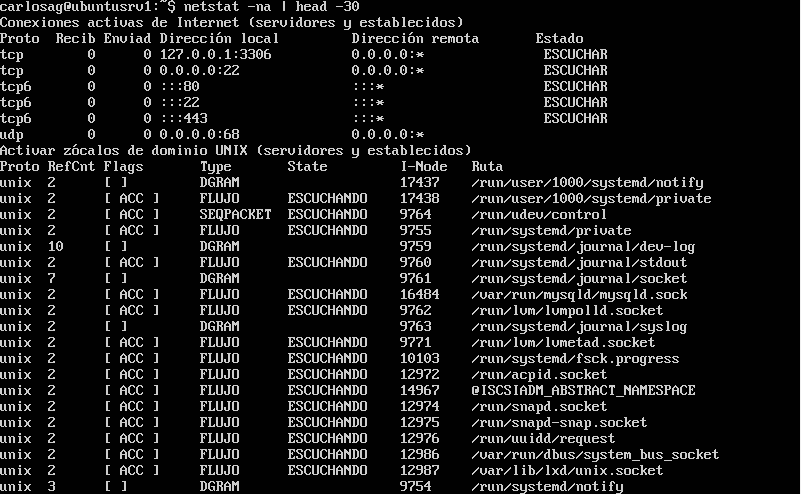 carlosag@ubuntusrv1:~$ netstat -na | head -30
Conexiones activas de Internet (servidores y establecidos)
Proto  Recib Enviad Dirección local         Dirección remota       Estado
tcp        0      0 127.0.0.1:3306          0.0.0.0:*               ESCUCHAR
tcp        0      0 0.0.0.0:22              0.0.0.0:*               ESCUCHAR
tcp6       0      0 :::80                   :::*                    ESCUCHAR
tcp6       0      0 :::22                   :::*                    ESCUCHAR
tcp6       0      0 :::443                  :::*                    ESCUCHAR
udp        0      0 0.0.0.0:68              0.0.0.0:*
Activar zócalos de dominio UNIX (servidores y establecidos)
Proto RefCnt Flags       Type       State         I-Node   Ruta
unix  2      [ ]         DGRAM                    17437    /run/user/1000/systemd/notify
unix  2      [ ACC ]     FLUJO      ESCUCHANDO    17438    /run/user/1000/systemd/private
unix  2      [ ACC ]     SEQPACKET  ESCUCHANDO    9764     /run/udev/control
unix  2      [ ACC ]     FLUJO      ESCUCHANDO    9755     /run/systemd/private
unix  10     [ ]         DGRAM                    9759     /run/systemd/journal/dev-log
unix  2      [ ACC ]     FLUJO      ESCUCHANDO    9760     /run/systemd/journal/stdout
unix  7      [ ]         DGRAM                    9761     /run/systemd/journal/socket
unix  2      [ ACC ]     FLUJO      ESCUCHANDO    16484    /var/run/mysqld/mysqld.sock
unix  2      [ ACC ]     FLUJO      ESCUCHANDO    9762     /run/lvm/lvmpolld.socket
unix  2      [ ]         DGRAM                    9763     /run/systemd/journal/syslog
unix  2      [ ACC ]     FLUJO      ESCUCHANDO    9771     /run/lvm/lvmetad.socket
unix  2      [ ACC ]     FLUJO      ESCUCHANDO    10103    /run/systemd/fsck.progress
unix  2      [ ACC ]     FLUJO      ESCUCHANDO    12972    /run/acpid.socket
unix  2      [ ACC ]     FLUJO      ESCUCHANDO    14967    @ISCSIADM_ABSTRACT_NAMESPACE
unix  2      [ ACC ]     FLUJO      ESCUCHANDO    12974    /run/snapd.socket
unix  2      [ ACC ]     FLUJO      ESCUCHANDO    12975    /run/snapd-snap.socket
unix  2      [ ACC ]     FLUJO      ESCUCHANDO    12976    /run/uuidd/request
unix  2      [ ACC ]     FLUJO      ESCUCHANDO    12986    /var/run/dbus/system_bus_socket
unix  2      [ ACC ]     FLUJO      ESCUCHANDO    12987    /var/lib/lxd/unix.socket
unix  3      [ ]         DGRAM                    9754     /run/systemd/notify